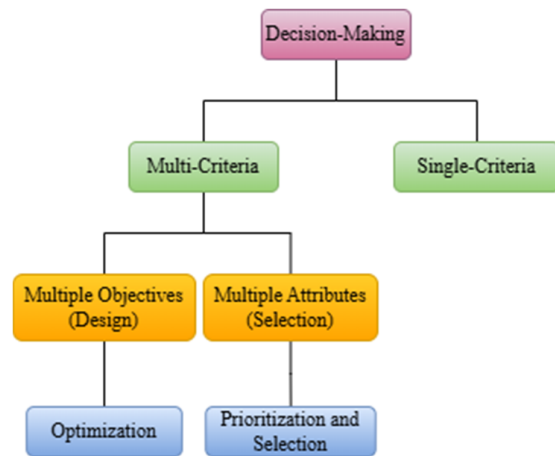 Decision-Making
Multi-Criteria
Single-Criteria
Multiple Objectives
(Design)
Multiple Attributes
(Selection)
Optimization
Prioritization and
Selection